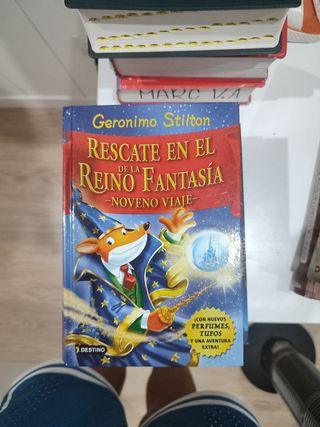 MARC V.A
Geronimo Stilton
RESCATE EN EL
DE LA
REINO FANTASÍA
-NOVENO VIAJE-
¡CON NUEVOS
PERFUMES,
TUFOS
Y UNA AVENTURA
EXTRA!
DESTINO